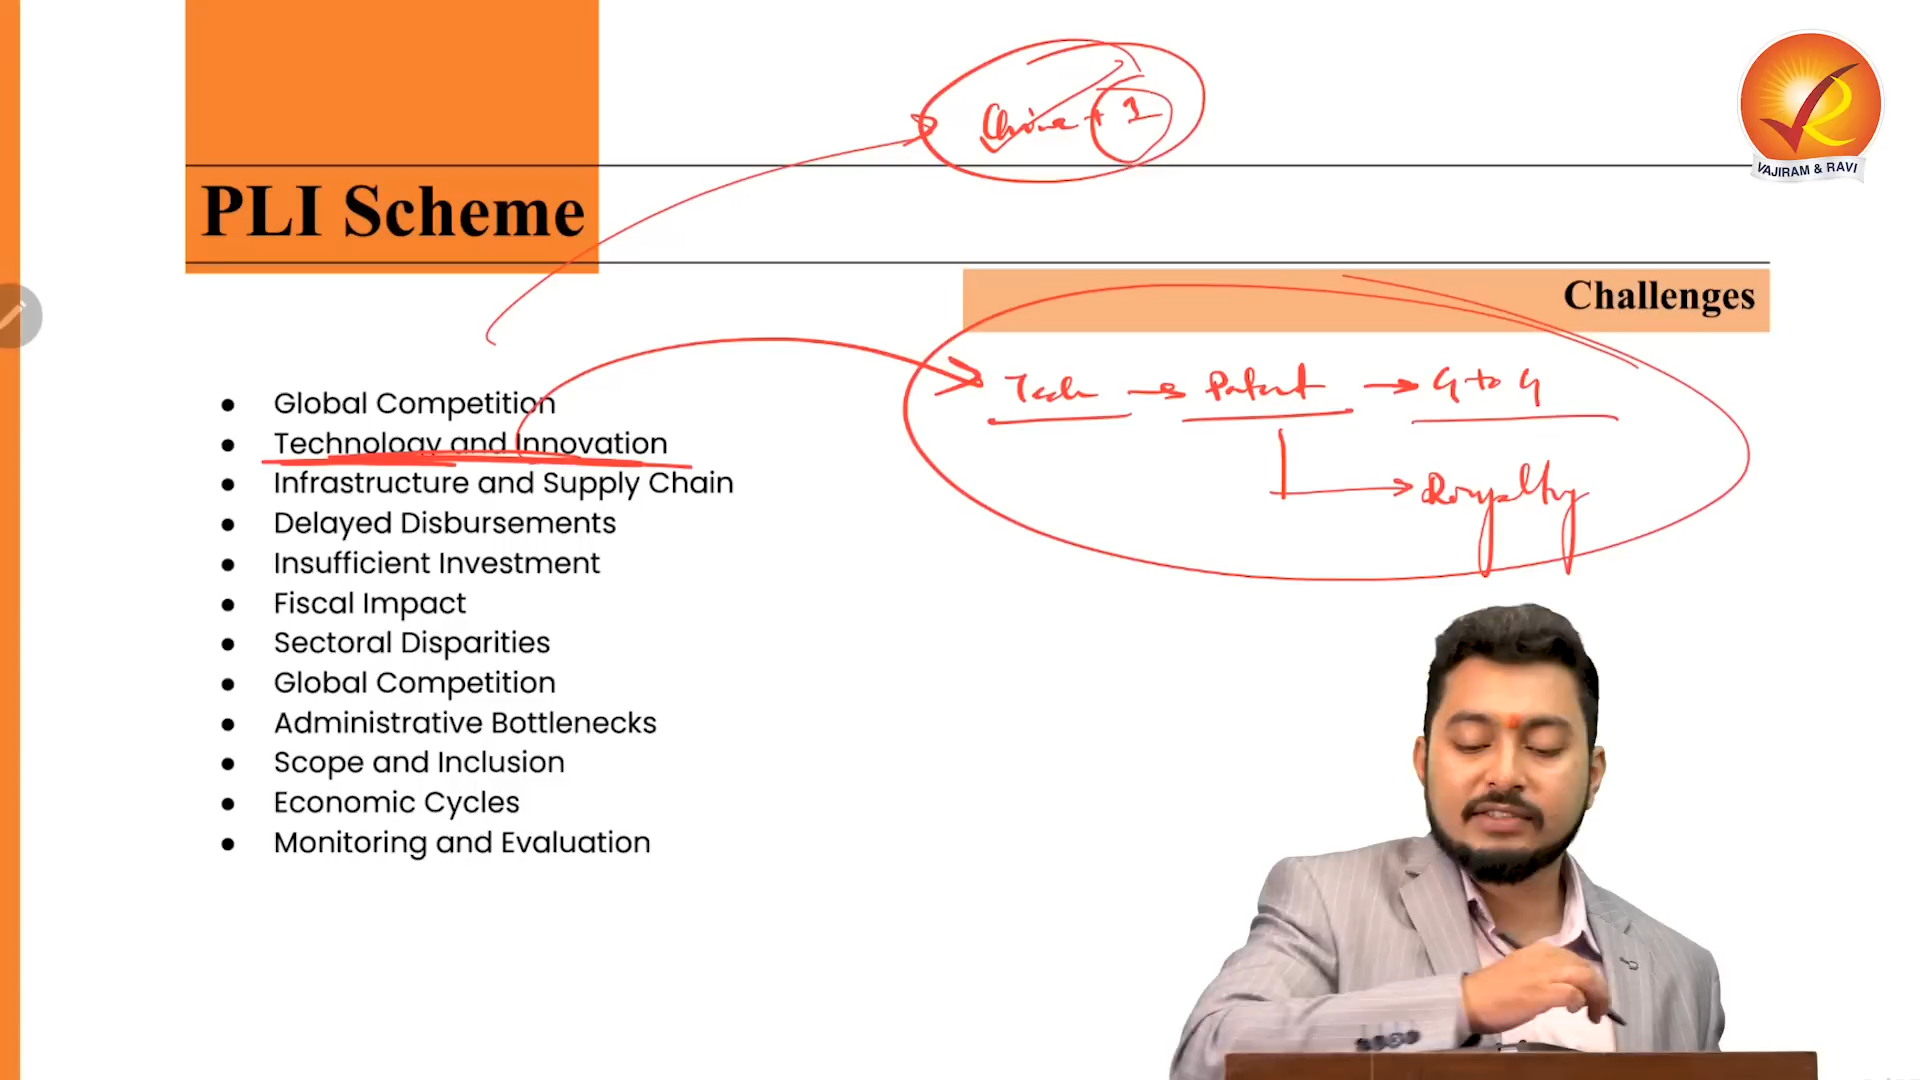 China + 1
VAJIRAM & RAVI
PLI Scheme
Challenges
Tech → Patent → G to G
Royalty
● Global Competition
● Technology and Innovation
● Infrastructure and Supply Chain
● Delayed Disbursements
● Insufficient Investment
● Fiscal Impact
● Sectoral Disparities
● Global Competition
● Administrative Bottlenecks
● Scope and Inclusion
● Economic Cycles
● Monitoring and Evaluation